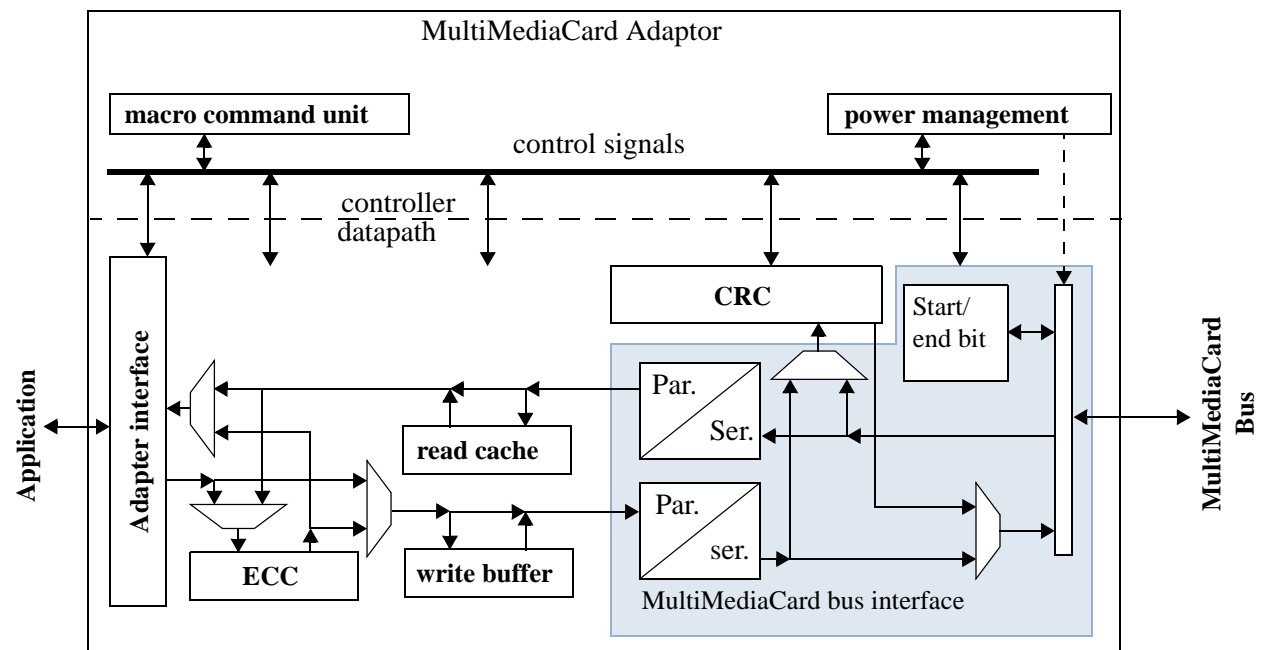 MultiMediaCard Adaptor
macro command unit
power management
control signals
controller
datapath
CRC
Start/
end bit
Adapter interface
Application
MultiMediaCard
Bus
Par.
Ser.
read cache
Par.
ser.
ECC
write buffer
MultiMediaCard bus interface